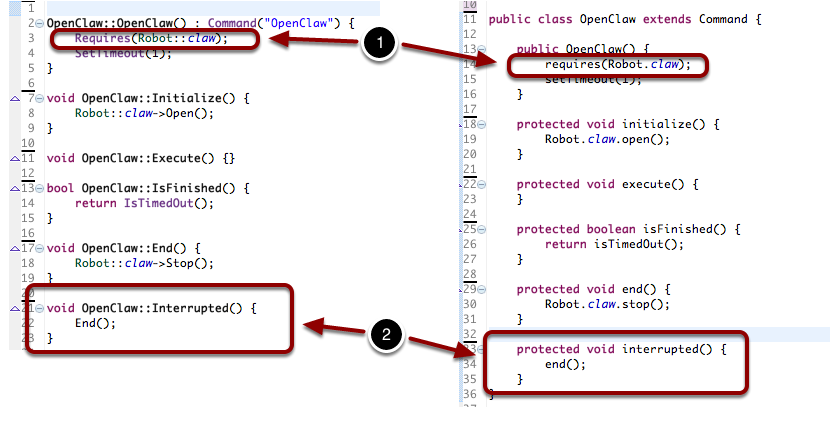 1
2 OpenClaw::OpenClaw() : Command("OpenClaw") {
3 Requires(Robot::claw);
4 SetTimeout(1);
5 }
6
7 void OpenClaw::Initialize() {
8 Robot::claw->Open();
9 }
10
11 void OpenClaw::Execute() {}
12
13 bool OpenClaw::IsFinished() {
14 return IsTimedOut();
15 }
16
17 void OpenClaw::End() {
18 Robot::claw->Stop();
19 }
20
21 void OpenClaw::Interrupted() {
22 End();
23 }
1
2
10
11 public class OpenClaw extends Command {
12
13 public OpenClaw() {
14 requires(Robot.claw);
15 setTimeout(1);
16 }
17
18 protected void initialize() {
19 Robot.claw.open();
20 }
21
22 protected void execute() {
23 }
24
25 protected boolean isFinished() {
26 return isTimedOut();
27 }
28
29 protected void end() {
30 Robot.claw.stop();
31 }
32
33 protected void interrupted() {
34 end();
35 }
36 }
37